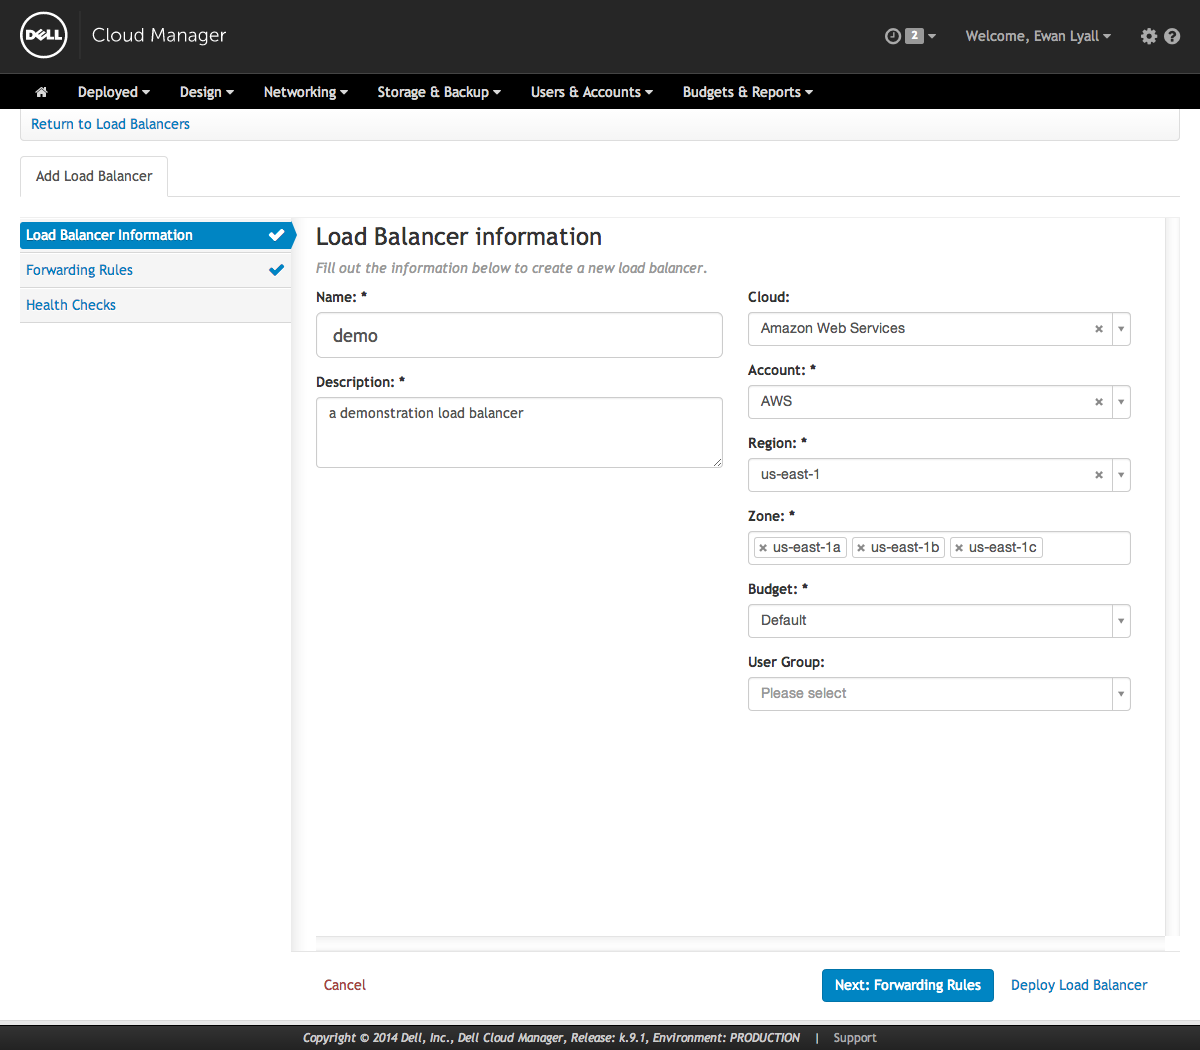 DELL
Cloud Manager
2
Welcome, Ewan Lyall
Deployed
Design
Networking
Storage & Backup
Users & Accounts
Budgets & Reports
Return to Load Balancers
Add Load Balancer
Load Balancer Information
Forwarding Rules
Health Checks
Load Balancer information
Fill out the information below to create a new load balancer.
Name: *
demo
Description: *
a demonstration load balancer
Cloud:
Amazon Web Services
Account: *
AWS
Region: *
us-east-1
Zone: *
us-east-1a us-east-1b us-east-1c
Budget: *
Default
User Group:
Please select
Cancel
Next: Forwarding Rules
Deploy Load Balancer
Copyright © 2014 Dell, Inc., Dell Cloud Manager, Release: k.9.1, Environment: PRODUCTION | Support